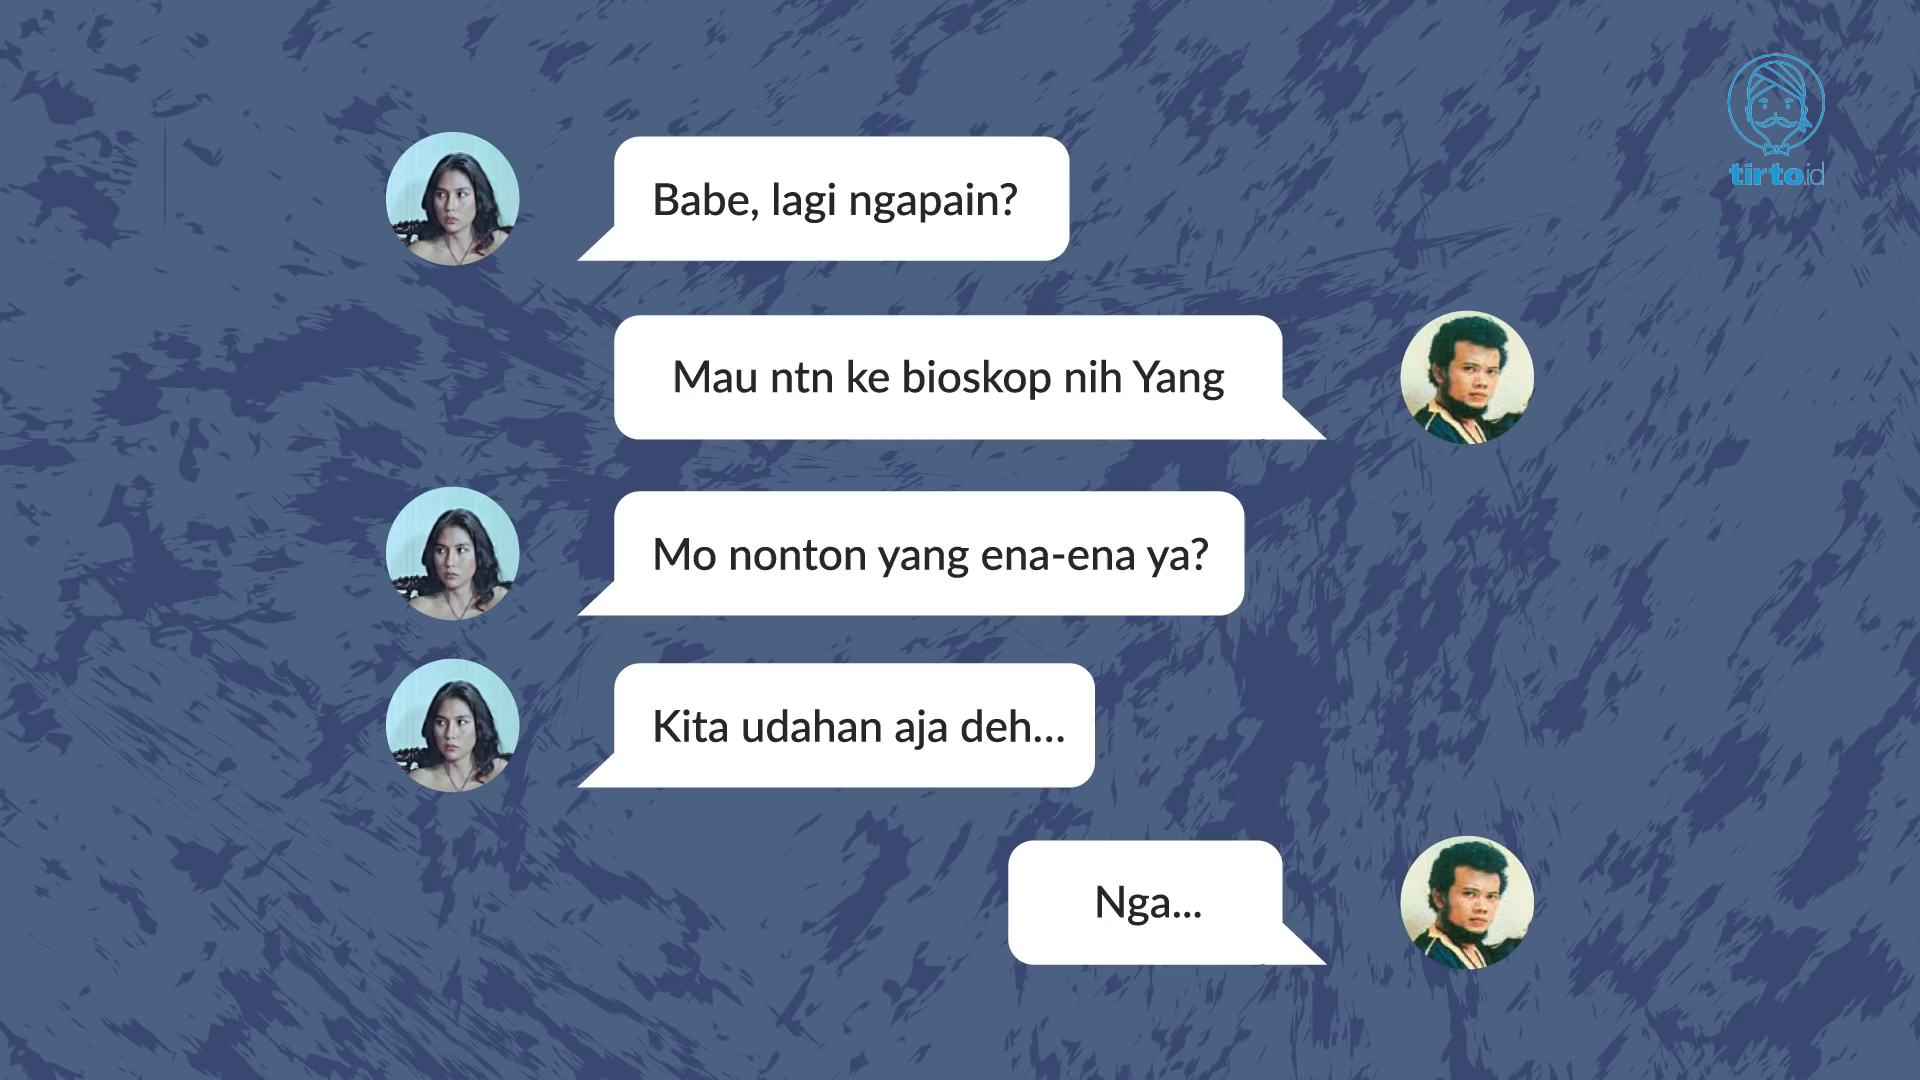 tirto.id
Babe, lagi ngapain?
Mau ntn ke bioskop nih Yang
Mo nonton yang ena-ena ya?
Kita udahan aja deh...
Nga...